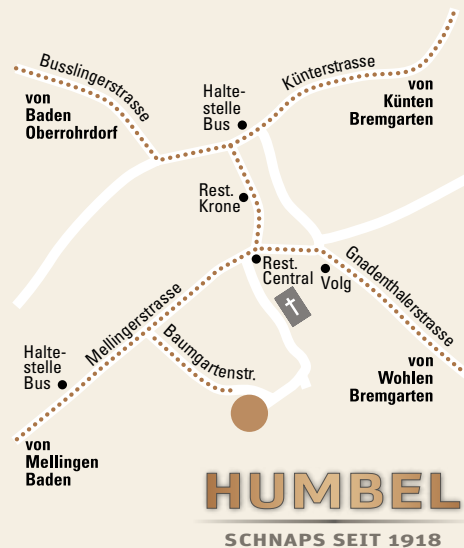 Busslingerstrasse
Künterstrasse
Halte-
stelle
Bus
von
Baden
Oberrohrdorf
von
Künten
Bremgarten
Rest.
Krone
Rest.
Central
Volg
Gnadenthalerstrasse
Mellingerstrasse
Baumgartenstr.
Halte-
stelle
Bus
von
Wohlen
Bremgarten
von
Mellingen
Baden
HUMBEL
SCHNAPS SEIT 1918